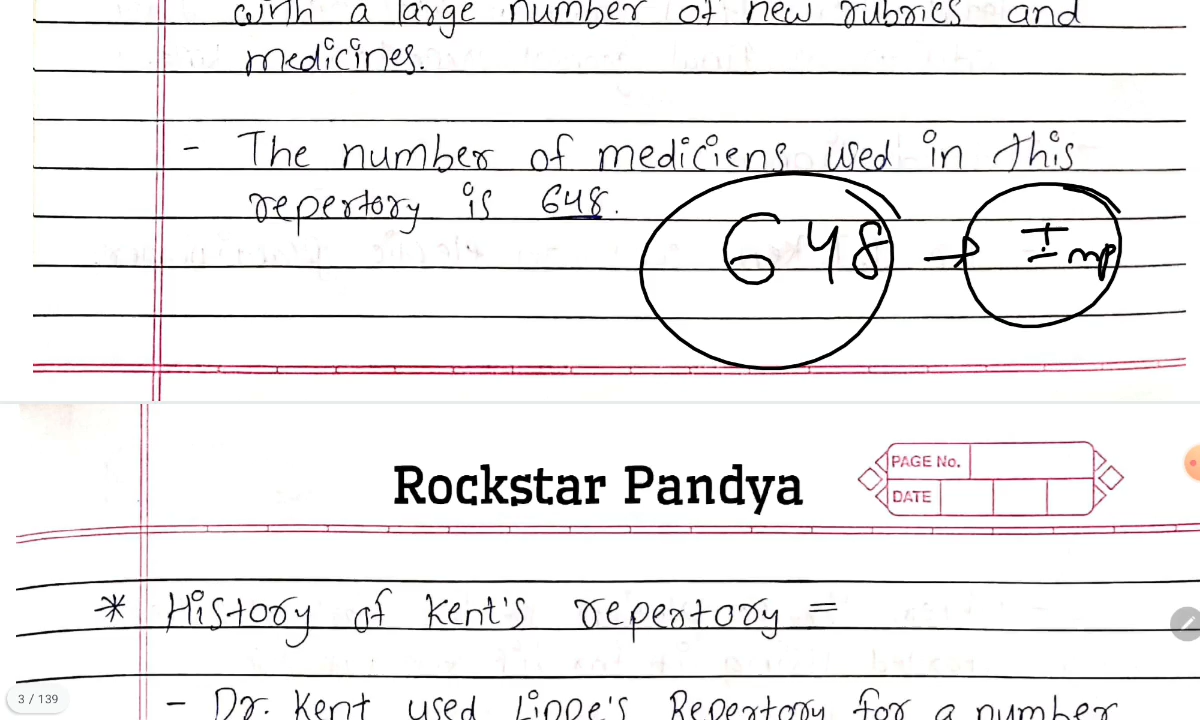 with a large number of new rubrics and
medicines.
- The number of mediciens used in this
repertory is 648.
648 → Imp
Rockstar Pandya
PAGE No.
DATE
* History of Kent's repertory =
- Dr. Kent used Lippe's Repertory for a number
3 / 139